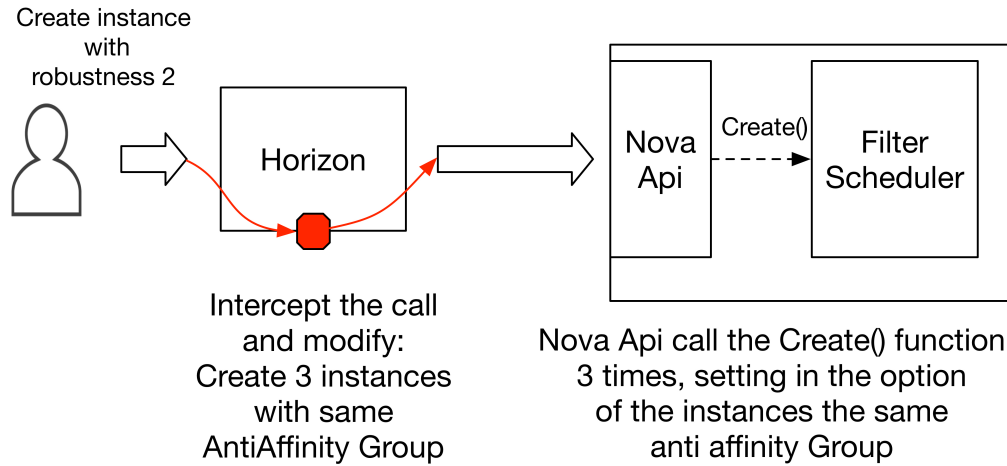 Create instance
with
robustness 2
Horizon
Nova
Api
Create()
Filter
Scheduler
Intercept the call
and modify:
Create 3 instances
with same
AntiAffinity Group
Nova Api call the Create() function
3 times, setting in the option
of the instances the same
anti affinity Group